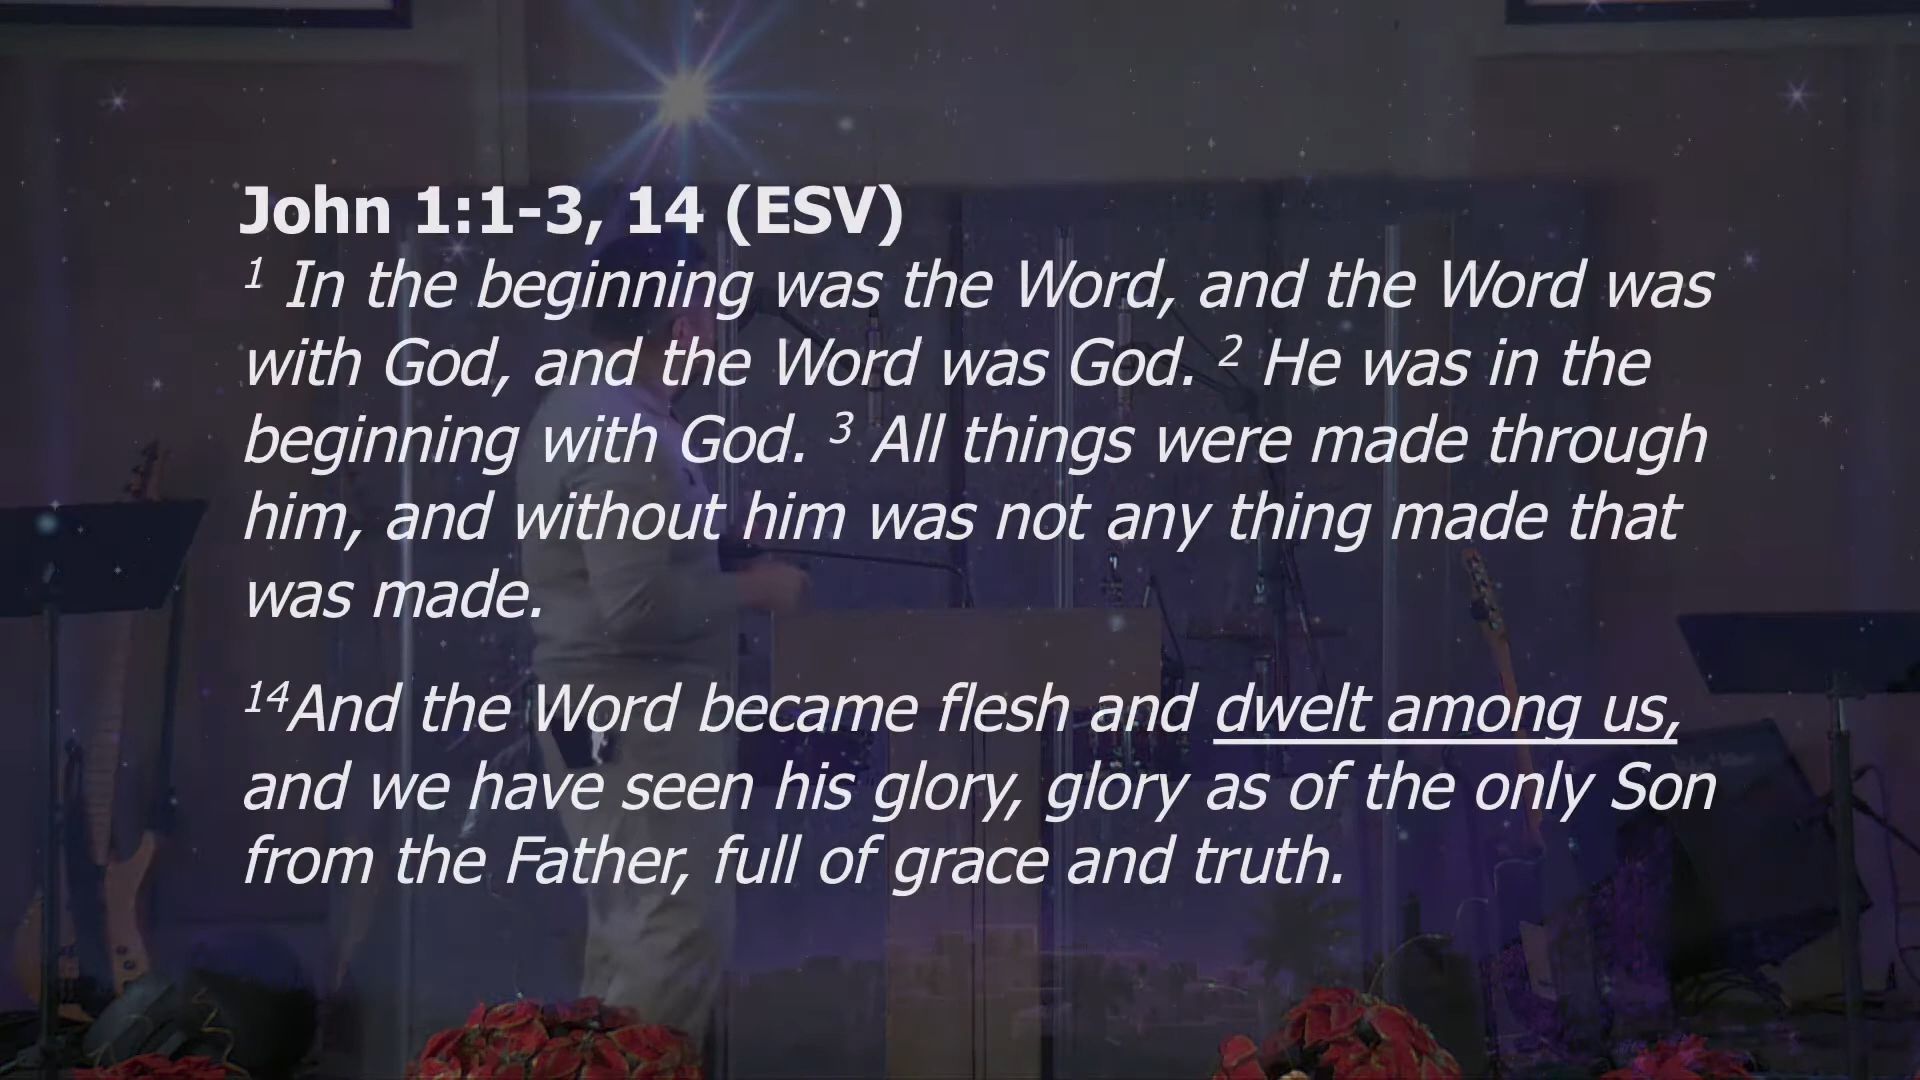 John 1:1-3, 14 (ESV)
1 In the beginning was the Word, and the Word was
with God, and the Word was God. 2 He was in the
beginning with God. 3 All things were made through
him, and without him was not any thing made that
was made.
14And the Word became flesh and dwelt among us,
and we have seen his glory, glory as of the only Son
from the Father, full of grace and truth.